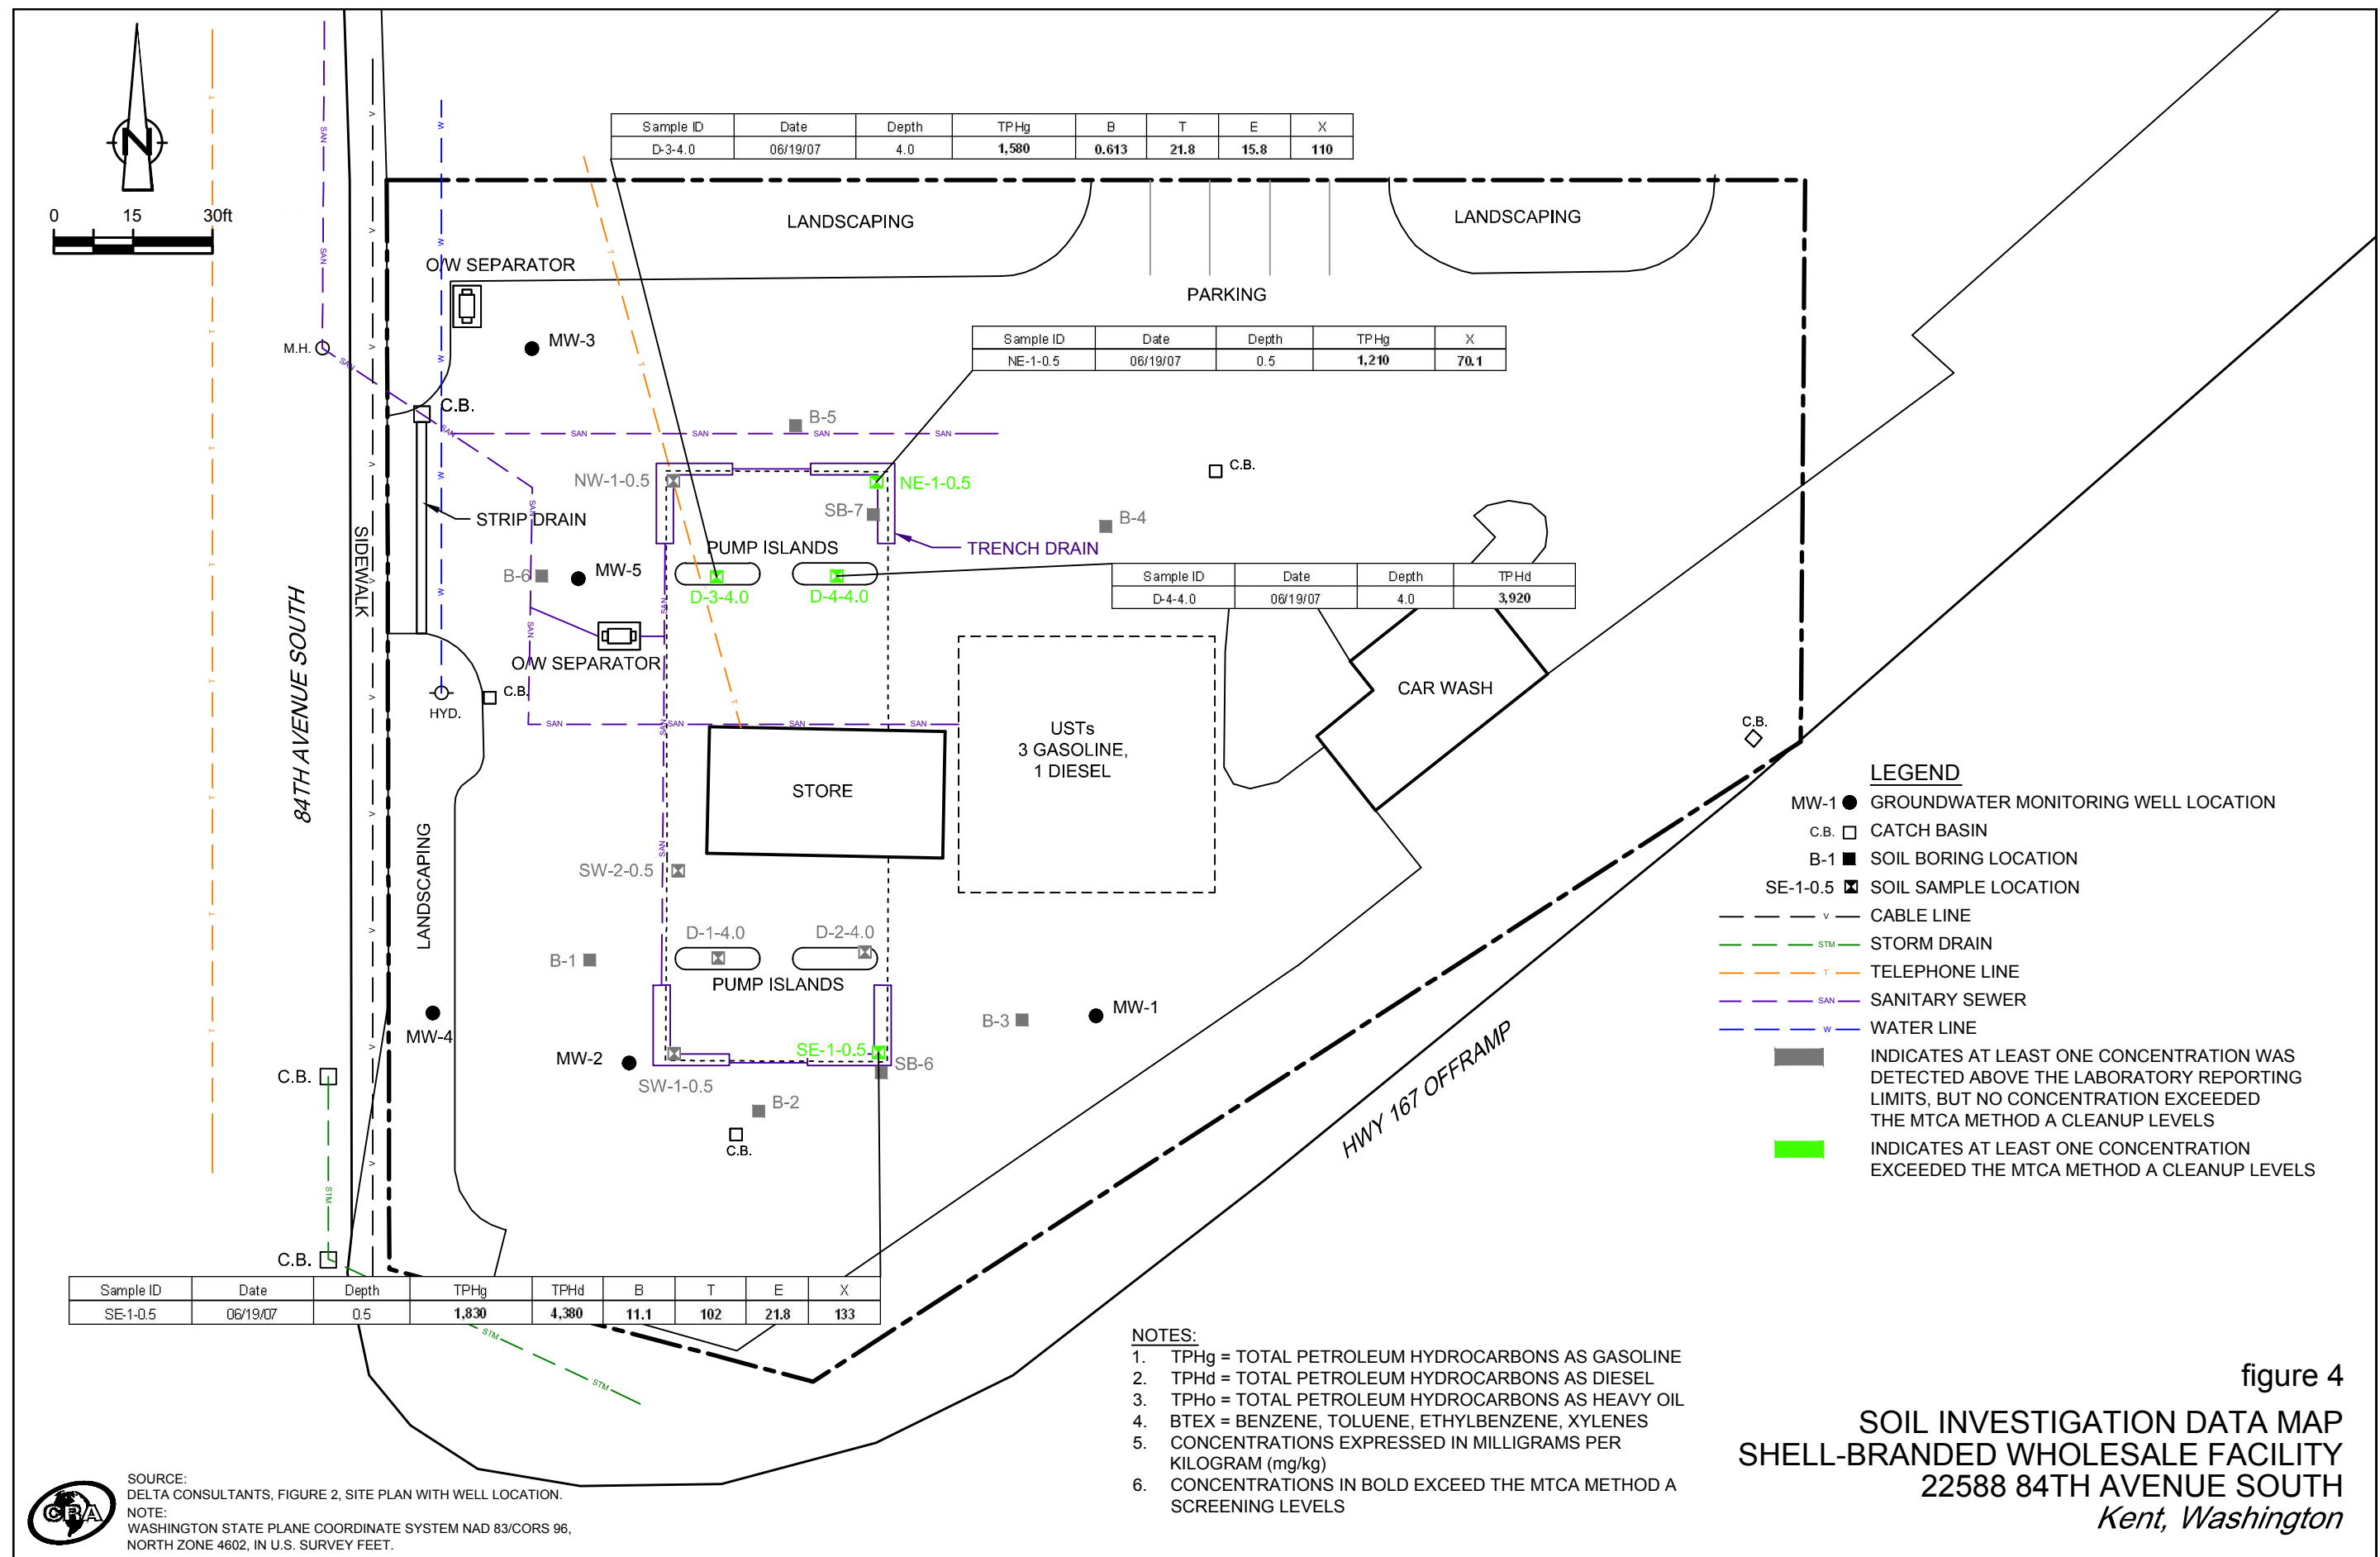 N
0 15 30ft
Sample ID Date Depth TPHg B T E X
D-3-4.0 06/19/07 4.0 1,580 0.613 21.8 15.8 110
LANDSCAPING
LANDSCAPING
O/W SEPARATOR
PARKING
M.H.
MW-3
Sample ID Date Depth TPHg X
NE-1-0.5 06/19/07 0.5 1,210 70.1
C.B.
B-5
SAN SAN SAN SAN
C.B.
NW-1-0.5
NE-1-0.5
SB-7
B-4
STRIP DRAIN
SIDEWALK
PUMP ISLANDS
TRENCH DRAIN
B-6
MW-5
D-3-4.0
D-4-4.0
Sample ID Date Depth TPHd
D-4-4.0 06/19/07 4.0 3,920
84TH AVENUE SOUTH
O/W SEPARATOR
HYD.
C.B.
SAN SAN SAN SAN
CAR WASH
USTs
3 GASOLINE,
1 DIESEL
C.B.
STORE
LANDSCAPING
SW-2-0.5
D-1-4.0
D-2-4.0
B-1
PUMP ISLANDS
MW-4
MW-2
SE-1-0.5
SB-6
SW-1-0.5
B-2
C.B.
B-3
MW-1
HWY 167 OFFRAMP
C.B.
STM
C.B.
Sample ID Date Depth TPHg TPHd B T E X
SE-1-0.5 06/19/07 0.5 1,830 4,380 11.1 102 21.8 133
STM
STM
LEGEND
MW-1 GROUNDWATER MONITORING WELL LOCATION
C.B. CATCH BASIN
B-1 SOIL BORING LOCATION
SE-1-0.5 SOIL SAMPLE LOCATION
V CABLE LINE
STM STORM DRAIN
T TELEPHONE LINE
SAN SANITARY SEWER
W WATER LINE
INDICATES AT LEAST ONE CONCENTRATION WAS
DETECTED ABOVE THE LABORATORY REPORTING
LIMITS, BUT NO CONCENTRATION EXCEEDED
THE MTCA METHOD A CLEANUP LEVELS
INDICATES AT LEAST ONE CONCENTRATION
EXCEEDED THE MTCA METHOD A CLEANUP LEVELS
NOTES:
1. TPHg = TOTAL PETROLEUM HYDROCARBONS AS GASOLINE
2. TPHd = TOTAL PETROLEUM HYDROCARBONS AS DIESEL
3. TPHo = TOTAL PETROLEUM HYDROCARBONS AS HEAVY OIL
4. BTEX = BENZENE, TOLUENE, ETHYLBENZENE, XYLENES
5. CONCENTRATIONS EXPRESSED IN MILLIGRAMS PER
KILOGRAM (mg/kg)
6. CONCENTRATIONS IN BOLD EXCEED THE MTCA METHOD A
SCREENING LEVELS
figure 4
SOIL INVESTIGATION DATA MAP
SHELL-BRANDED WHOLESALE FACILITY
22588 84TH AVENUE SOUTH
Kent, Washington
CRA
SOURCE:
DELTA CONSULTANTS, FIGURE 2, SITE PLAN WITH WELL LOCATION.
NOTE:
WASHINGTON STATE PLANE COORDINATE SYSTEM NAD 83/CORS 96,
NORTH ZONE 4602, IN U.S. SURVEY FEET.